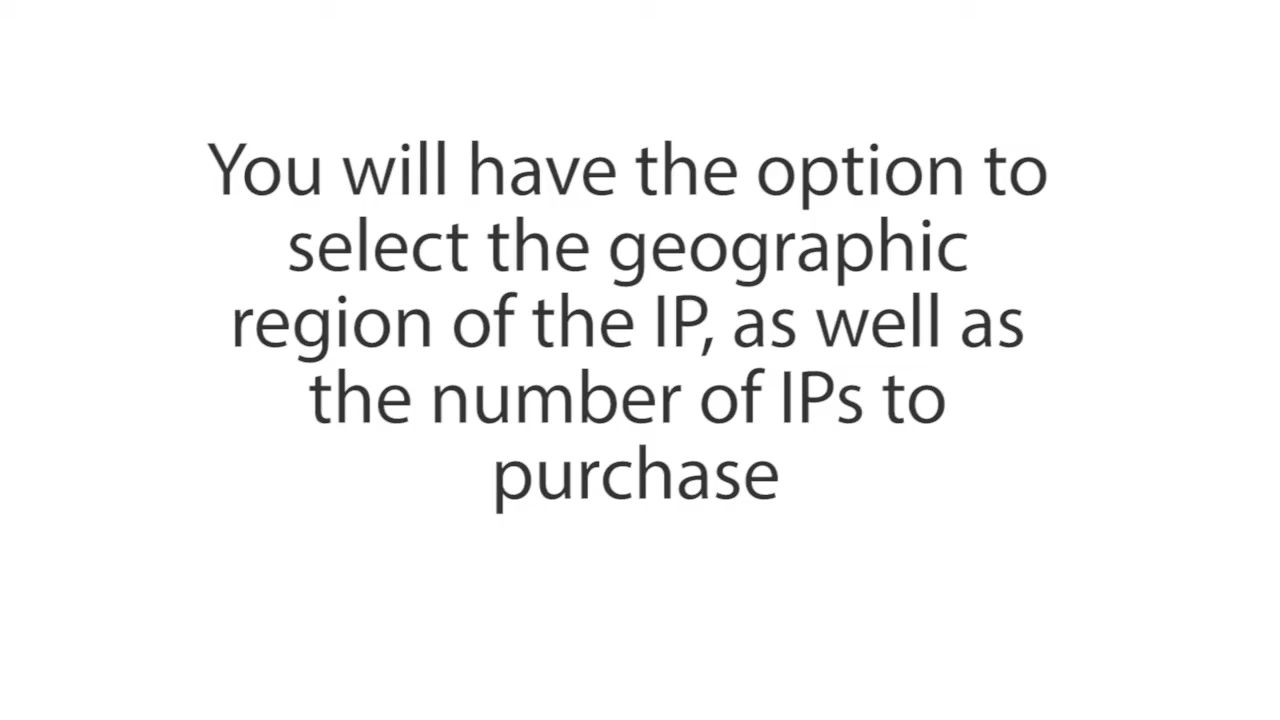 You will have the option to
select the geographic
region of the IP, as well as
the number of IPs to
purchase